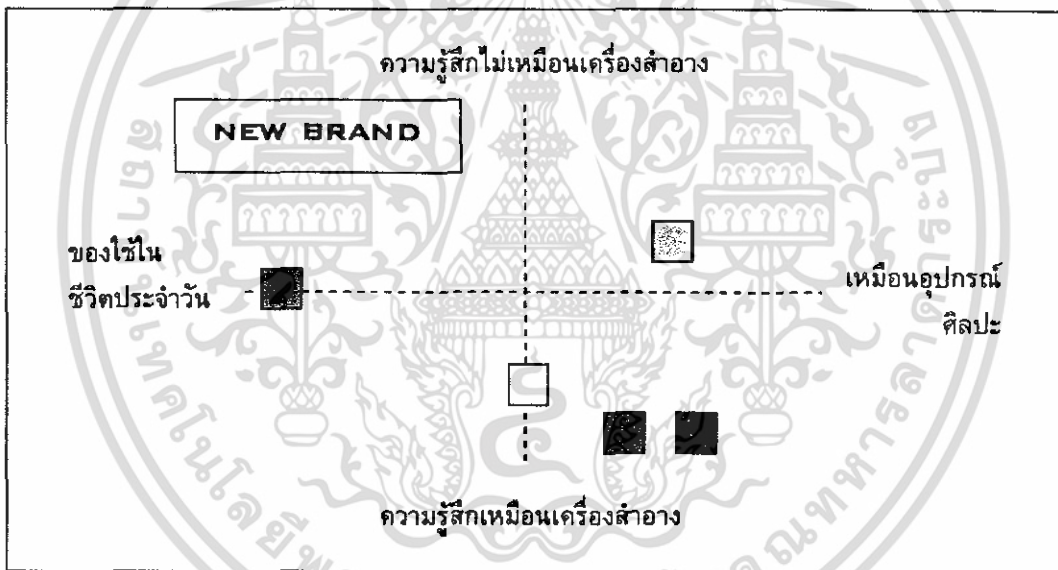 ความรู้สึกไม่เหมือนเครื่องสำอาง
NEW BRAND
ของใช้ใน
ชีวิตประจำวัน
เหมือนอุปกรณ์
ศิลปะ
ความรู้สึกเหมือนเครื่องสำอาง